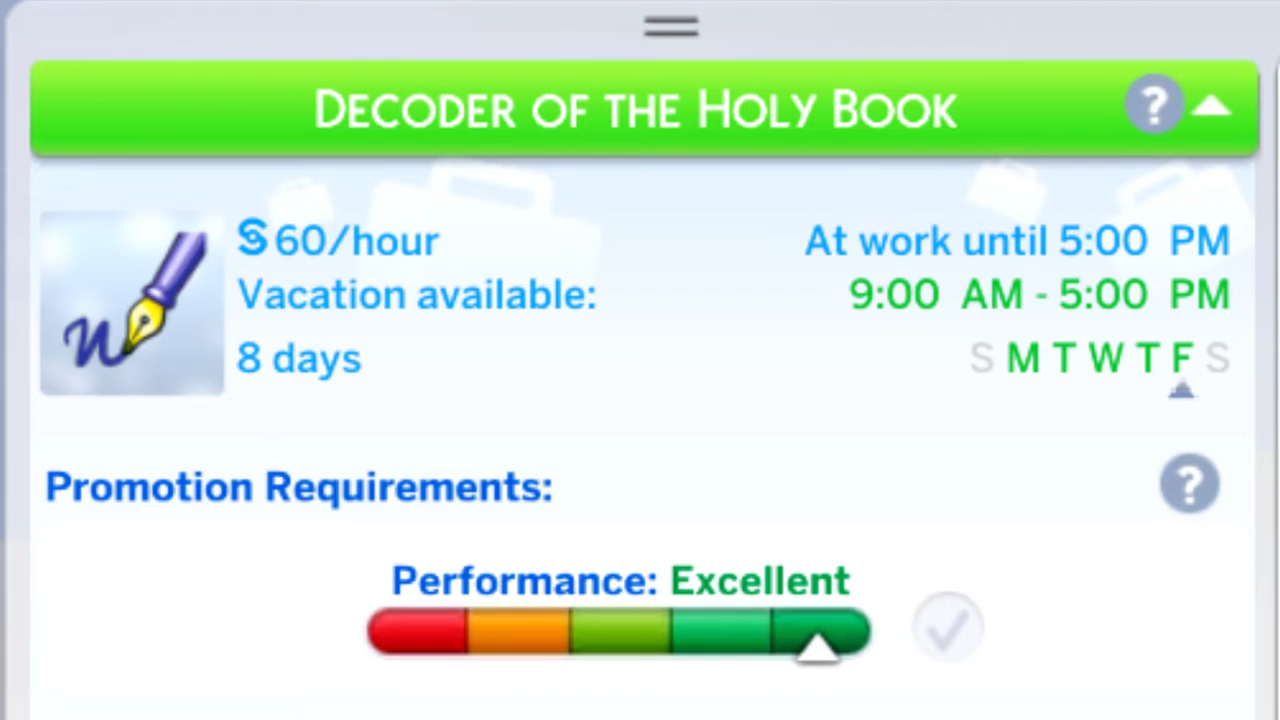 DECODER OF THE HOLY BOOK
?
60/hour
At work until 5:00 PM
Vacation available:
9:00 AM - 5:00 PM
8 days
S M T W T F S
Promotion Requirements:
?
Performance: Excellent